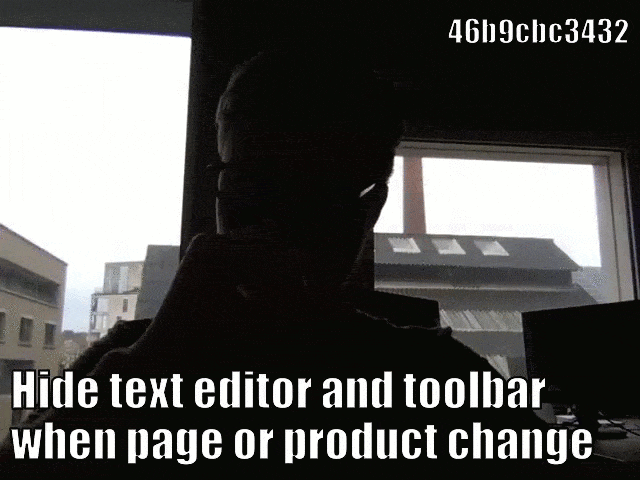 46b9cbc3432
Hide text editor and toolbar
when page or product change